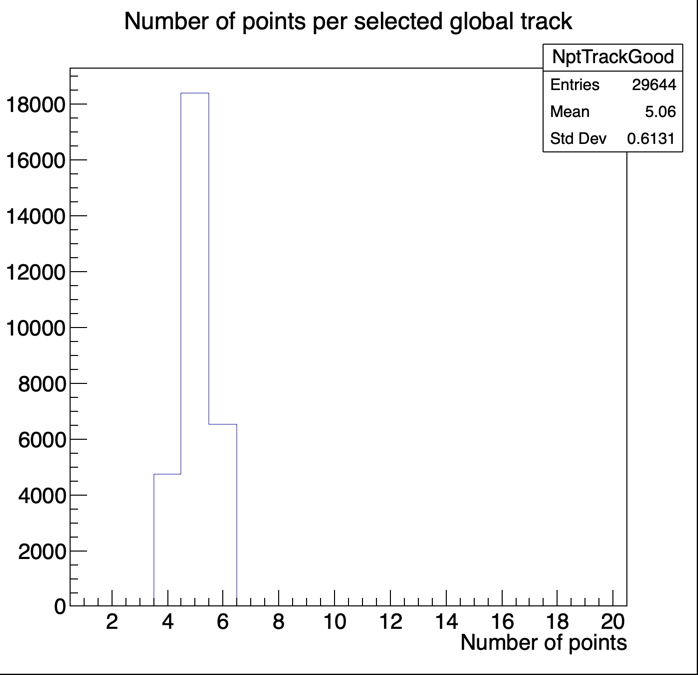 Number of points per selected global track
NptTrackGood
Entries 29644
Mean 5.06
Std Dev 0.6131
18000
16000
14000
12000
10000
8000
6000
4000
2000
0
2 4 6 8 10 12 14 16 18 20
Number of points